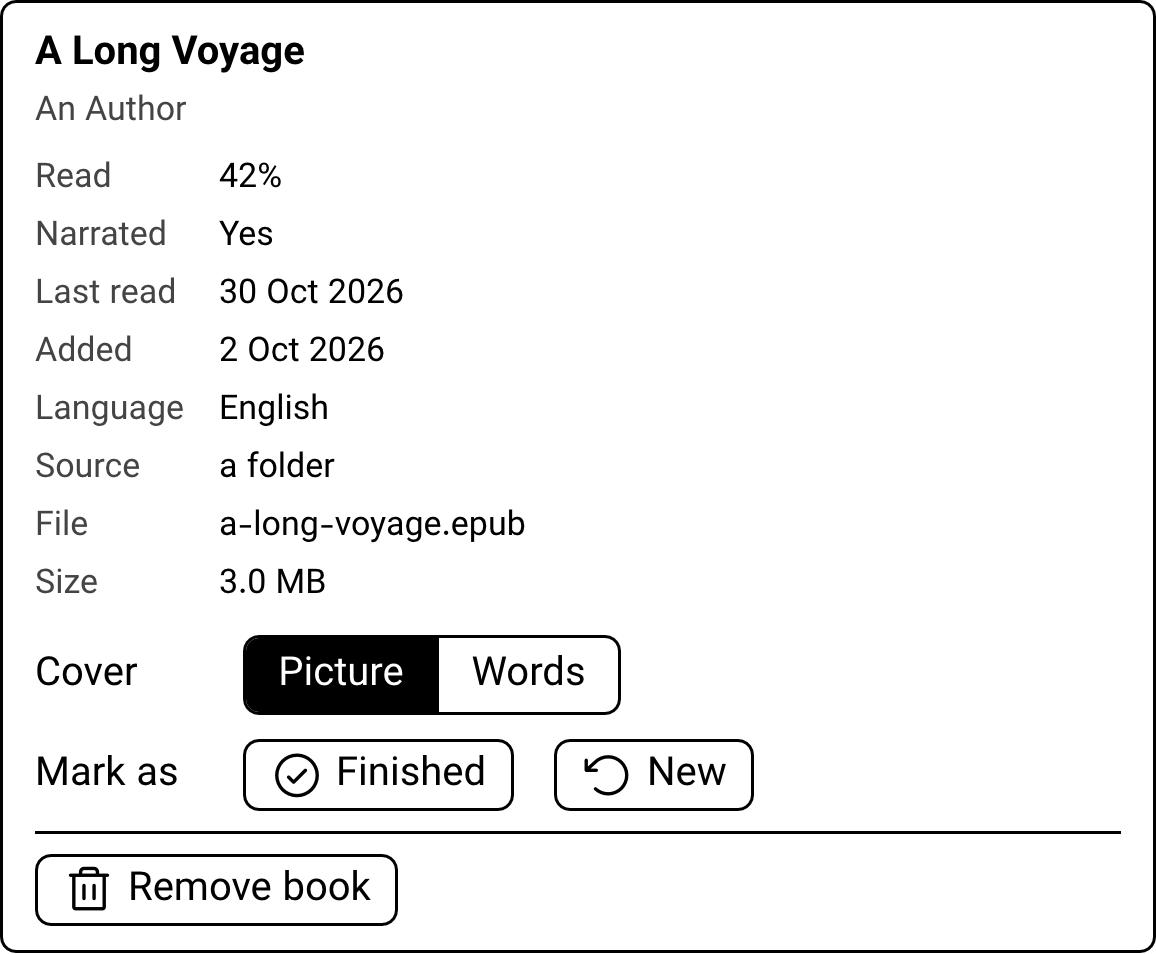 A Long Voyage
An Author
Read 42%
Narrated Yes
Last read 30 Oct 2026
Added 2 Oct 2026
Language English
Source a folder
File a-long-voyage.epub
Size 3.0 MB
Cover Picture Words
Mark as Finished New
Remove book